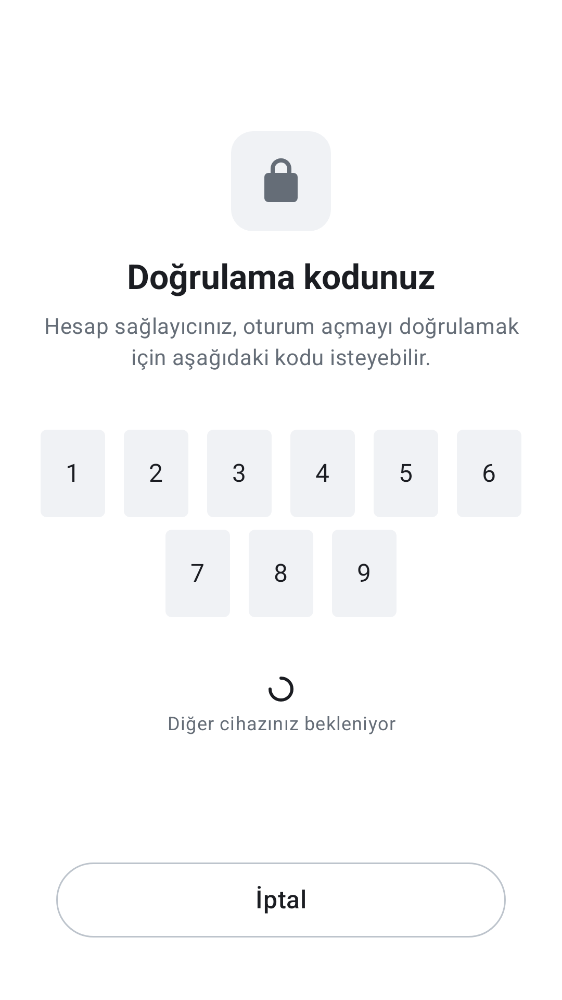 Doğrulama kodunuz
Hesap sağlayıcınız, oturum açmayı doğrulamak
için aşağıdaki kodu isteyebilir.
1 2 3 4 5 6
7 8 9
Diğer cihazınız bekleniyor
İptal